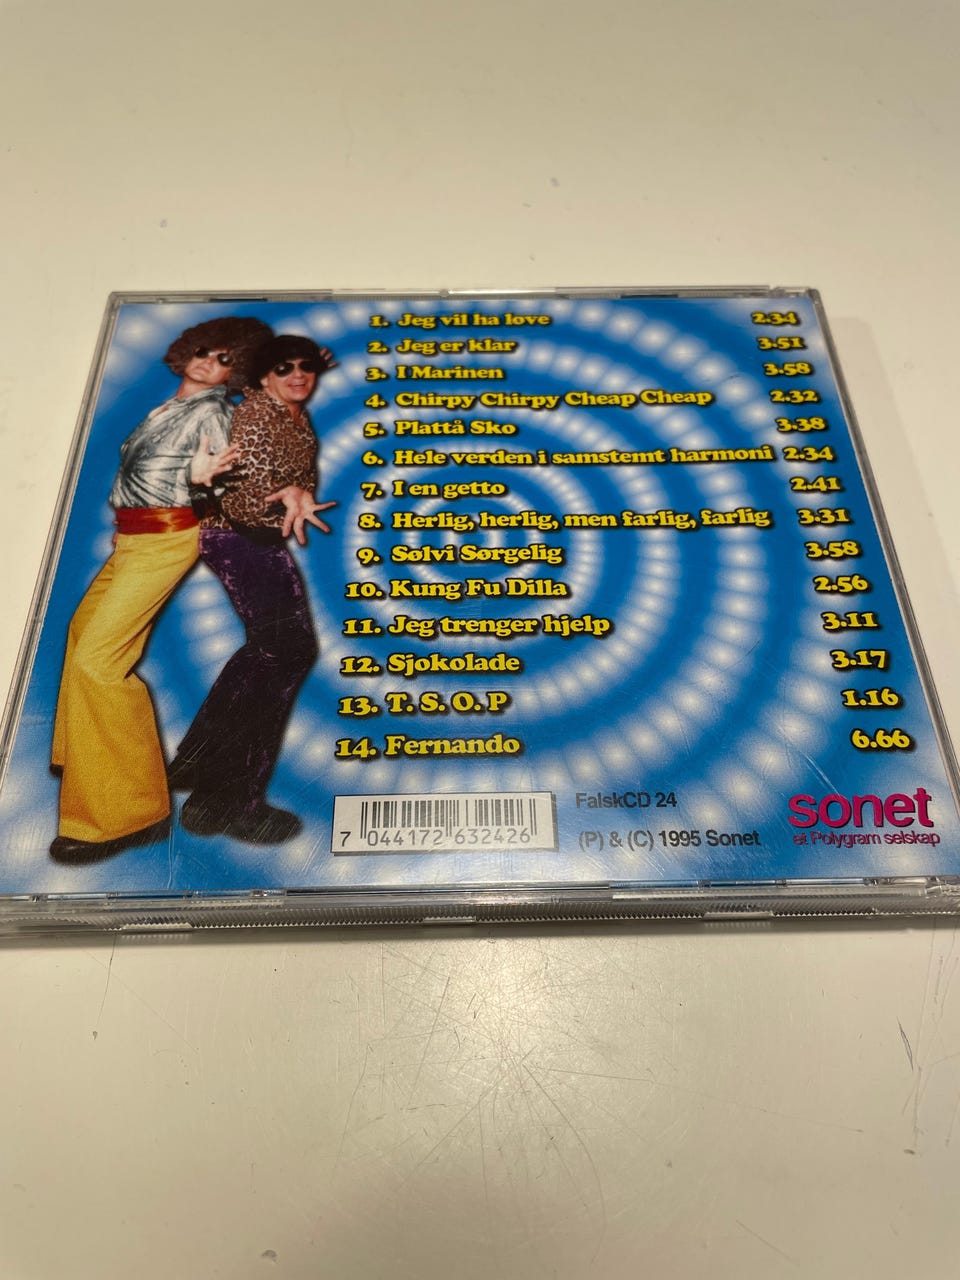 1. Jeg vil ha love 2.34
2. Jeg er klar 3.51
3. I Marinen 3.58
4. Chirpy Chirpy Cheap Cheap 2.32
5. Plattå Sko 3.38
6. Hele verden i samstemt harmoni 2.34
7. I en getto 2.41
8. Herlig, herlig, men farlig, farlig 3.31
9. Sølvi Sørgelig 3.58
10. Kung Fu Dilla 2.56
11. Jeg trenger hjelp 3.11
12. Sjokolade 3.17
13. T. S. O. P 1.16
14. Fernando 6.66
7 044172 632426
FalskCD 24
(P) & (C) 1995 Sonet
sonet
et Polygram selskap